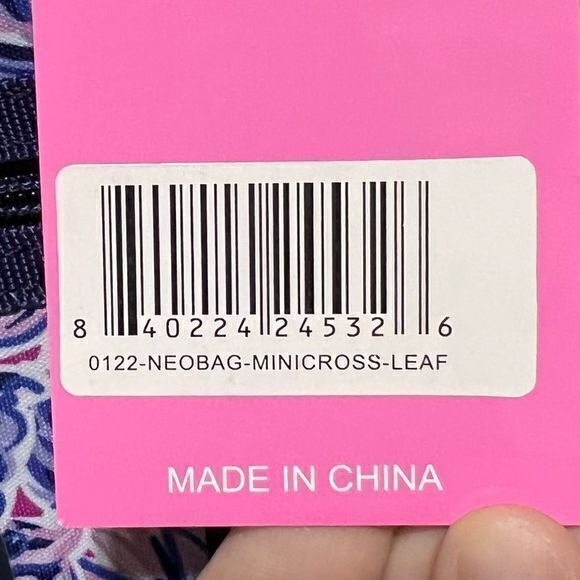 8 40224 24532 6
0122-NEOBAG-MINICROSS-LEAF
MADE IN CHINA